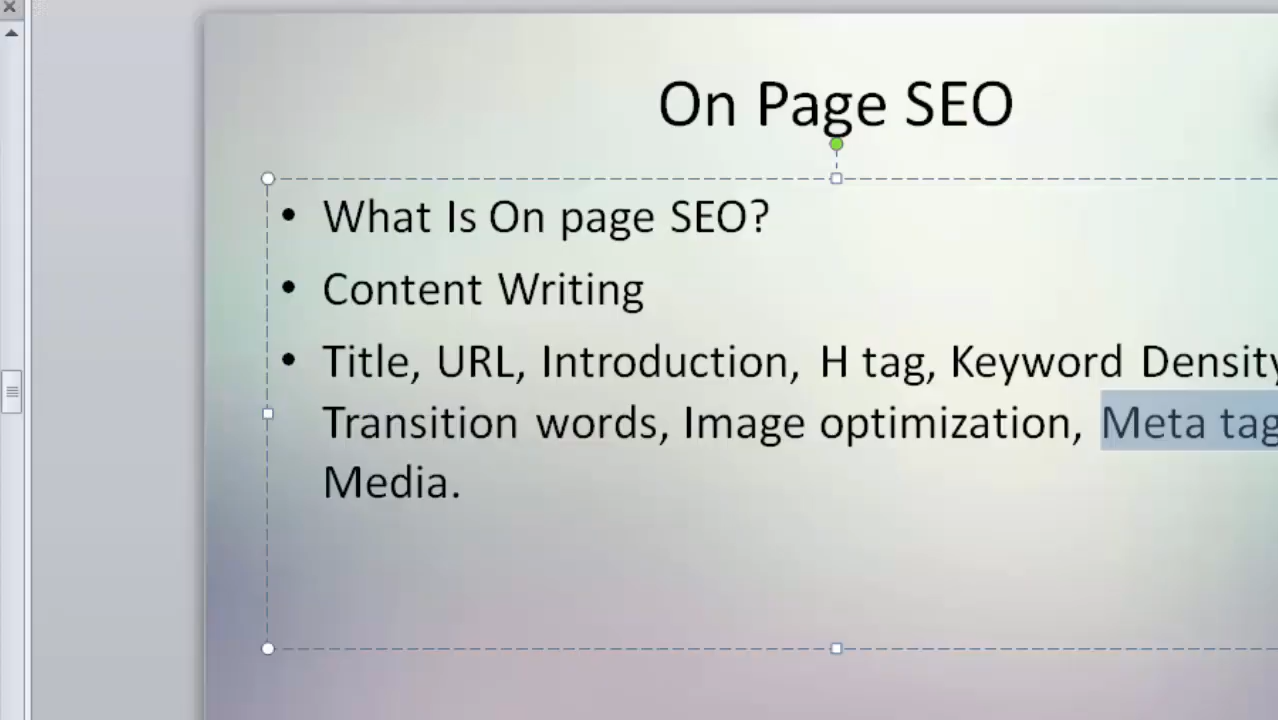 On Page SEO
• What Is On page SEO?
• Content Writing
• Title, URL, Introduction, H tag, Keyword Density
Transition words, Image optimization, Meta tag
Media.